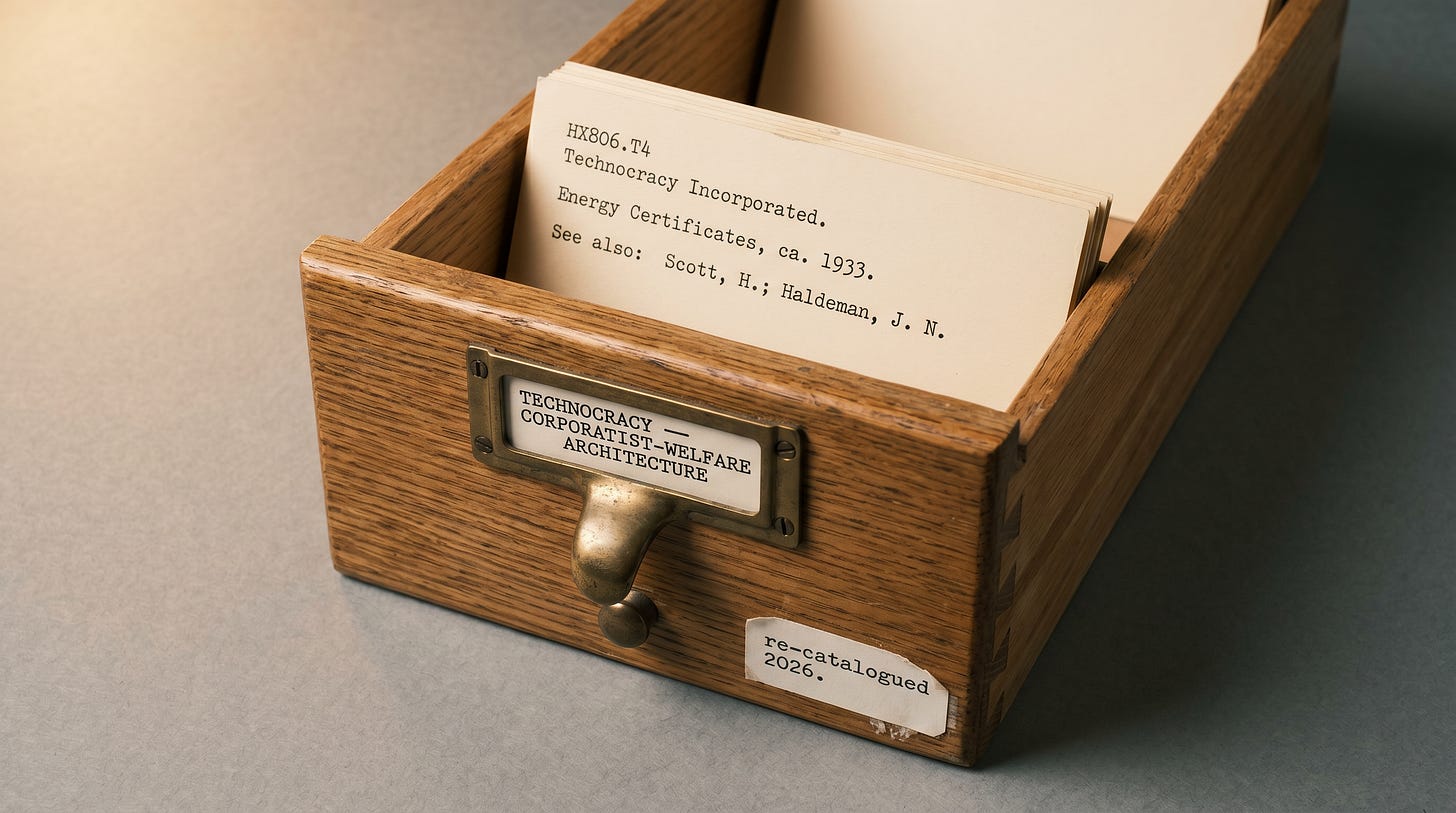 HX806.T4
Technocracy Incorporated.
Energy Certificates, ca. 1933.
See also: Scott, H.; Haldeman, J. N.
TECHNOCRACY —
CORPORATIST-WELFARE
ARCHITECTURE
re-catalogued
2026.